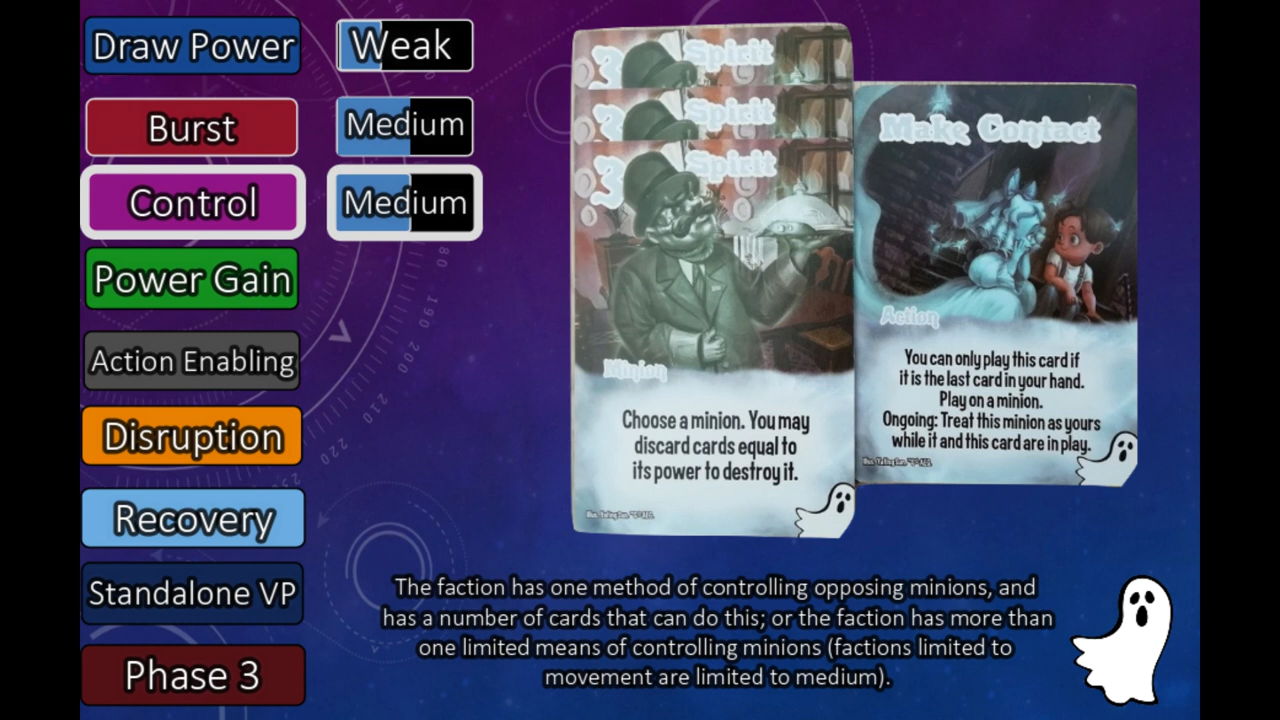 Draw Power
Weak
Burst
Medium
Control
Medium
Power Gain
Action Enabling
Disruption
Recovery
Standalone VP
Phase 3
Spirit
Spirit
3
Spirit
Minion
Choose a minion. You may
discard cards equal to
its power to destroy it.
Make Contact
Action
You can only play this card if
it is the last card in your hand.
Play on a minion.
Ongoing: Treat this minion as yours
while it and this card are in play.
The faction has one method of controlling opposing minions, and
has a number of cards that can do this; or the faction has more than
one limited means of controlling minions (factions limited to
movement are limited to medium).